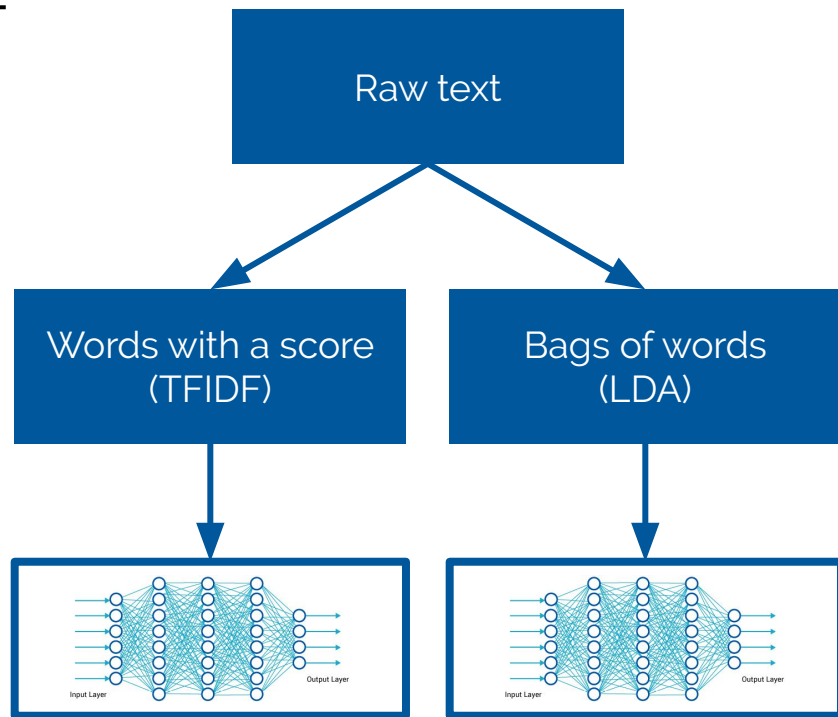 Raw text
Words with a score
(TFIDF)
Bags of words
(LDA)
Input Layer
Output Layer
Input Layer
Output Layer